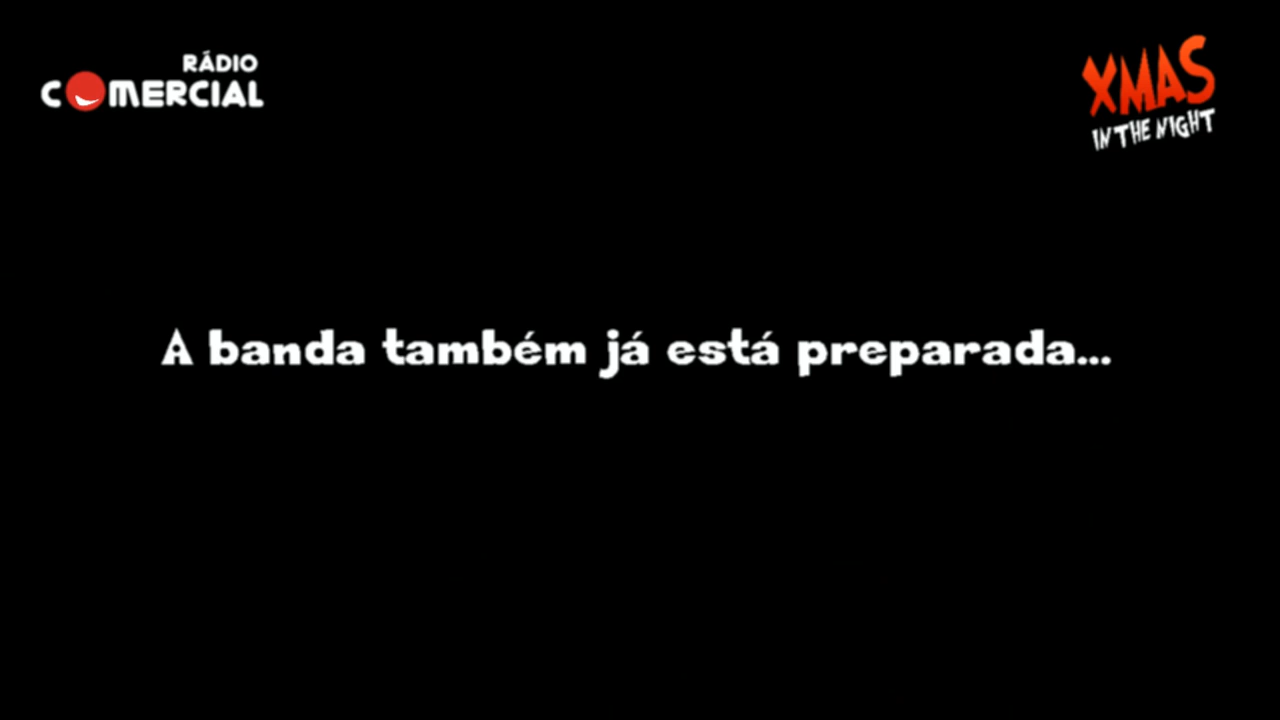 RÁDIO
COMERCIAL
XMAS
IN THE NIGHT
A banda também já está preparada...